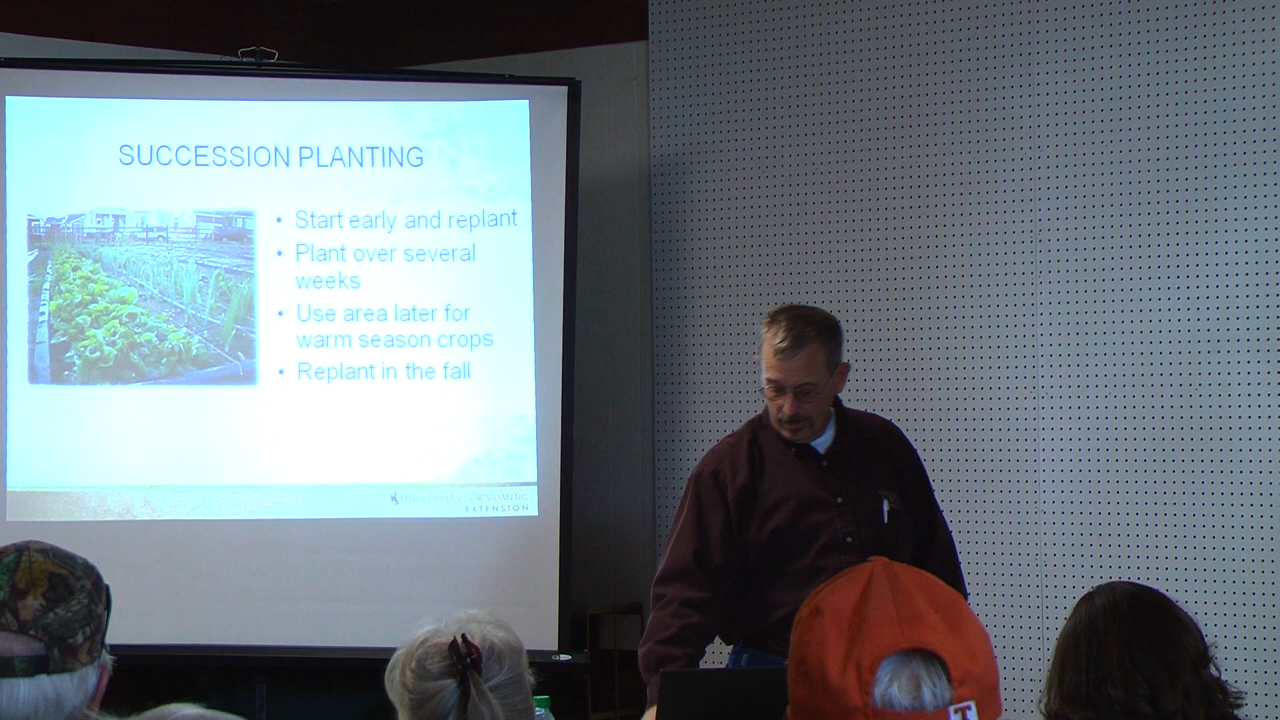 SUCCESSION PLANTING
• Start early and replant
• Plant over several
weeks
• Use area later for
warm season crops
• Replant in the fall
UNIVERSITY OF WYOMING
EXTENSION
T